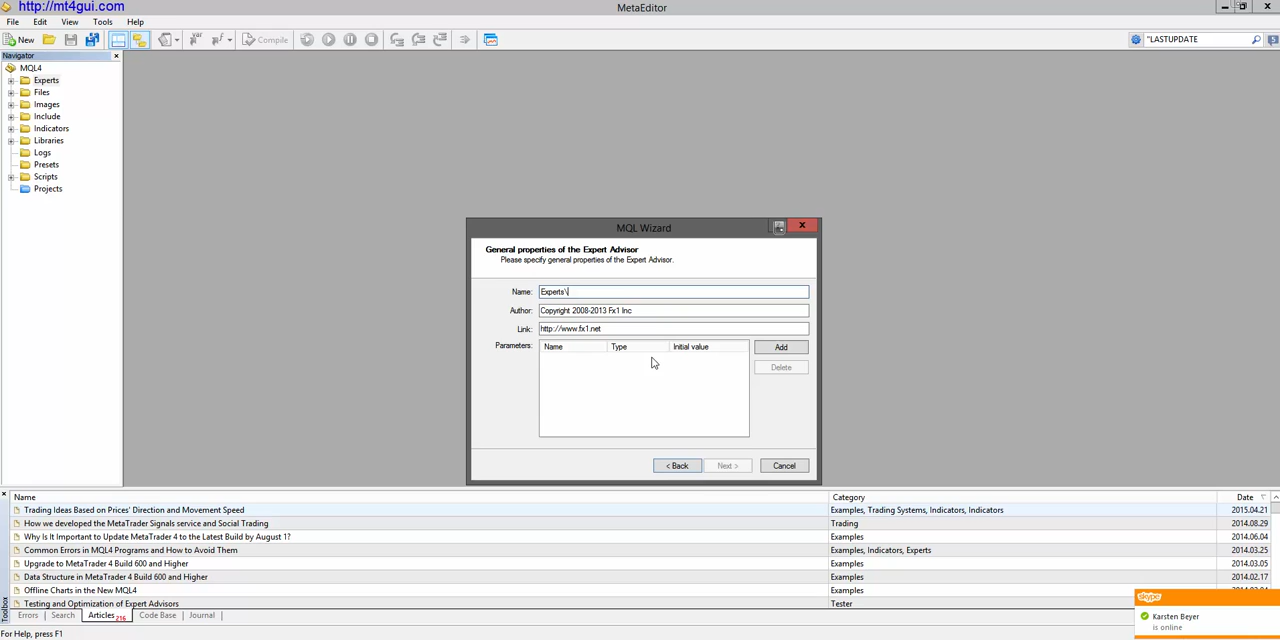 http://mt4gui.com
MetaEditor
File Edit View Tools Help
New Compile "LASTUPDATE
Navigator
MQL4
Experts
Files
Images
Include
Indicators
Libraries
Logs
Presets
Scripts
Projects
MQL Wizard
General properties of the Expert Advisor
Please specify general properties of the Expert Advisor.
Name: Experts\
Author: Copyright 2008-2013 Fx1 Inc
Link: http://www.fx1.net
Parameters: Name Type Initial value Add
Delete
< Back Next > Cancel
Name Category Date
Trading Ideas Based on Prices' Direction and Movement Speed Examples, Trading Systems, Indicators, Indicators 2015.04.21
How we developed the MetaTrader Signals service and Social Trading Trading 2014.08.29
Why Is It Important to Update MetaTrader 4 to the Latest Build by August 1? Examples 2014.06.04
Common Errors in MQL4 Programs and How to Avoid Them Examples, Indicators, Experts 2014.03.25
Upgrade to MetaTrader 4 Build 600 and Higher Examples 2014.03.05
Data Structure in MetaTrader 4 Build 600 and Higher Examples 2014.02.17
Offline Charts in the New MQL4 Examples
Testing and Optimization of Expert Advisors Tester
Toolbox
Errors Search Articles 216 Code Base Journal
For Help, press F1
skype
Karsten Beyer
is online